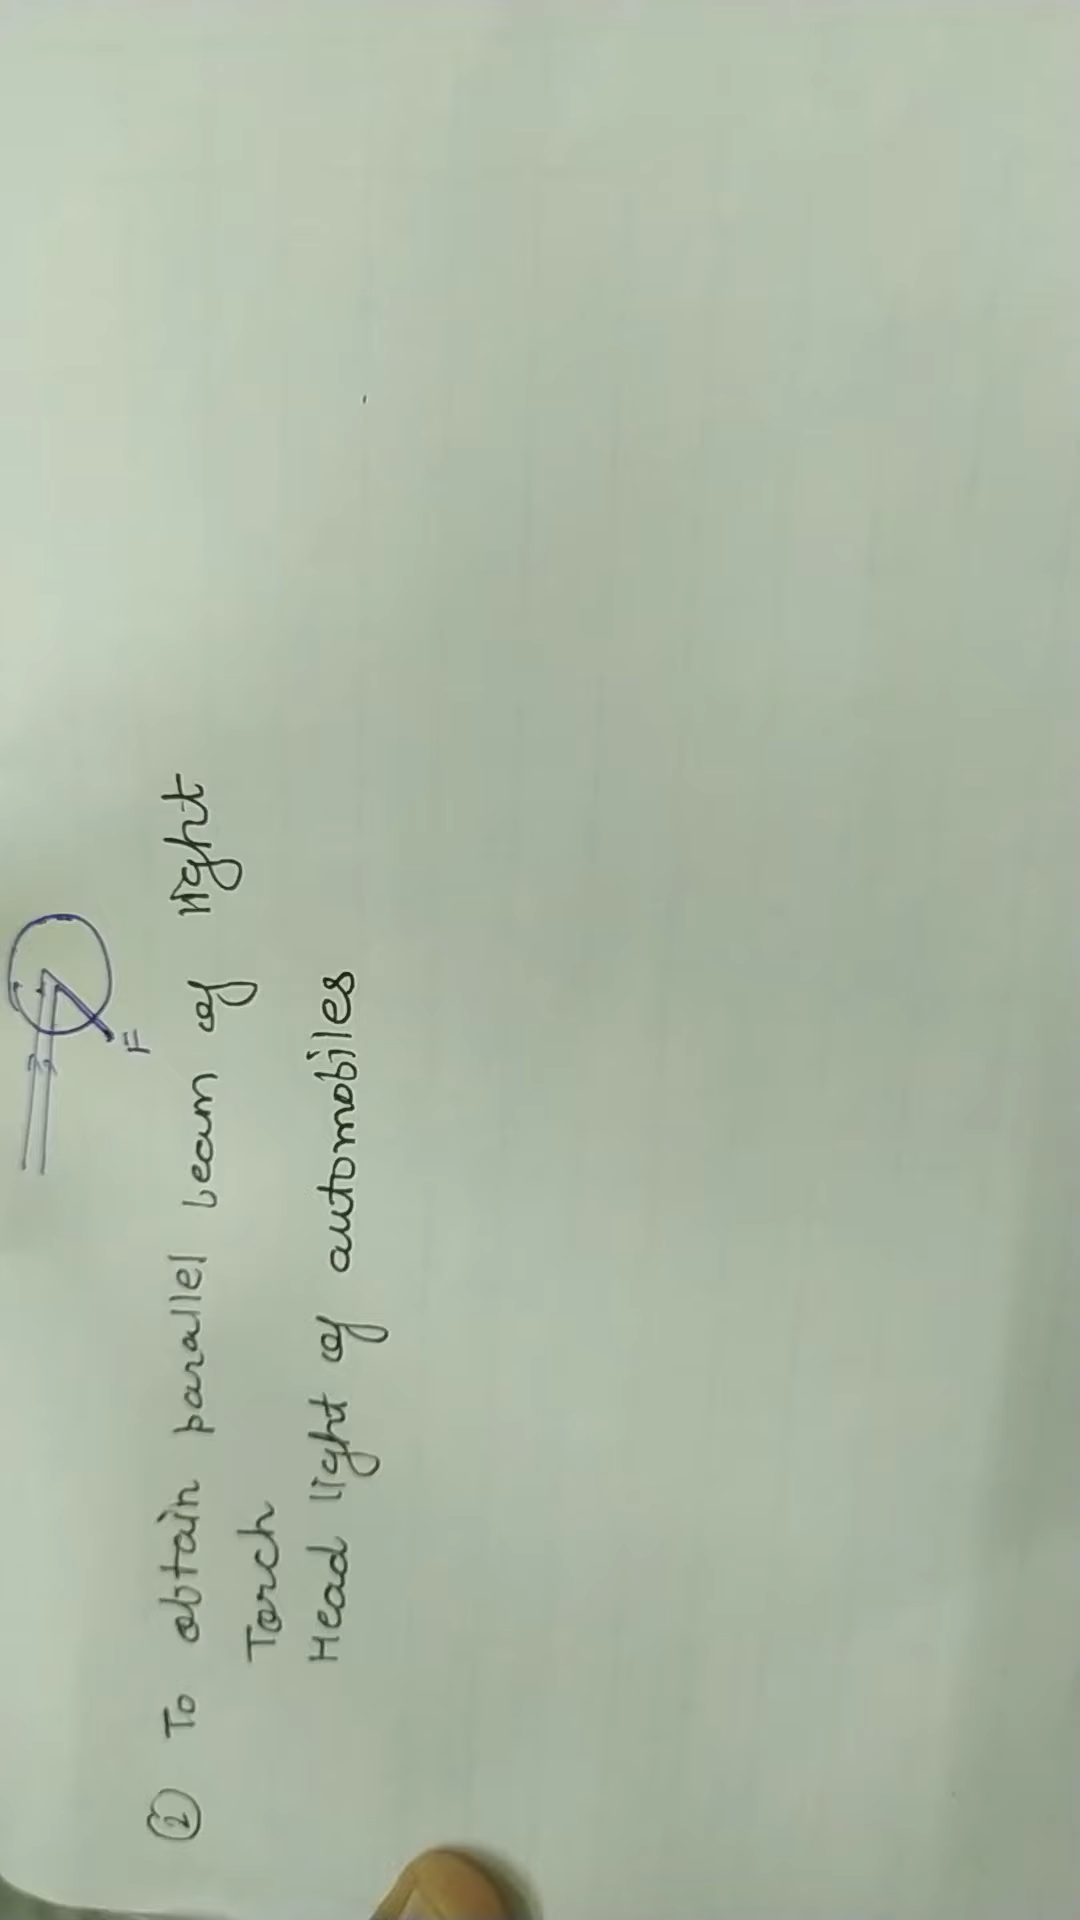 F
② To obtain parallel beam of light
Torch
Head light of automobiles